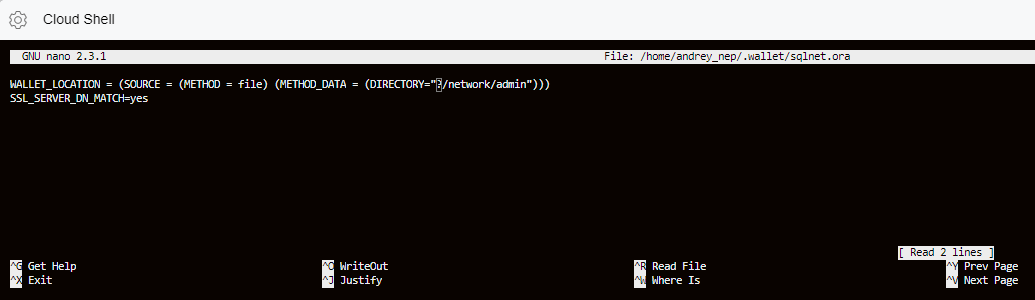 Cloud Shell
GNU nano 2.3.1 File: /home/andrey_nep/.wallet/sqlnet.ora
WALLET_LOCATION = (SOURCE = (METHOD = file) (METHOD_DATA = (DIRECTORY="?/network/admin")))
SSL_SERVER_DN_MATCH=yes
[ Read 2 lines ]
^G Get Help ^O WriteOut ^R Read File ^Y Prev Page
^X Exit ^J Justify ^W Where Is ^V Next Page